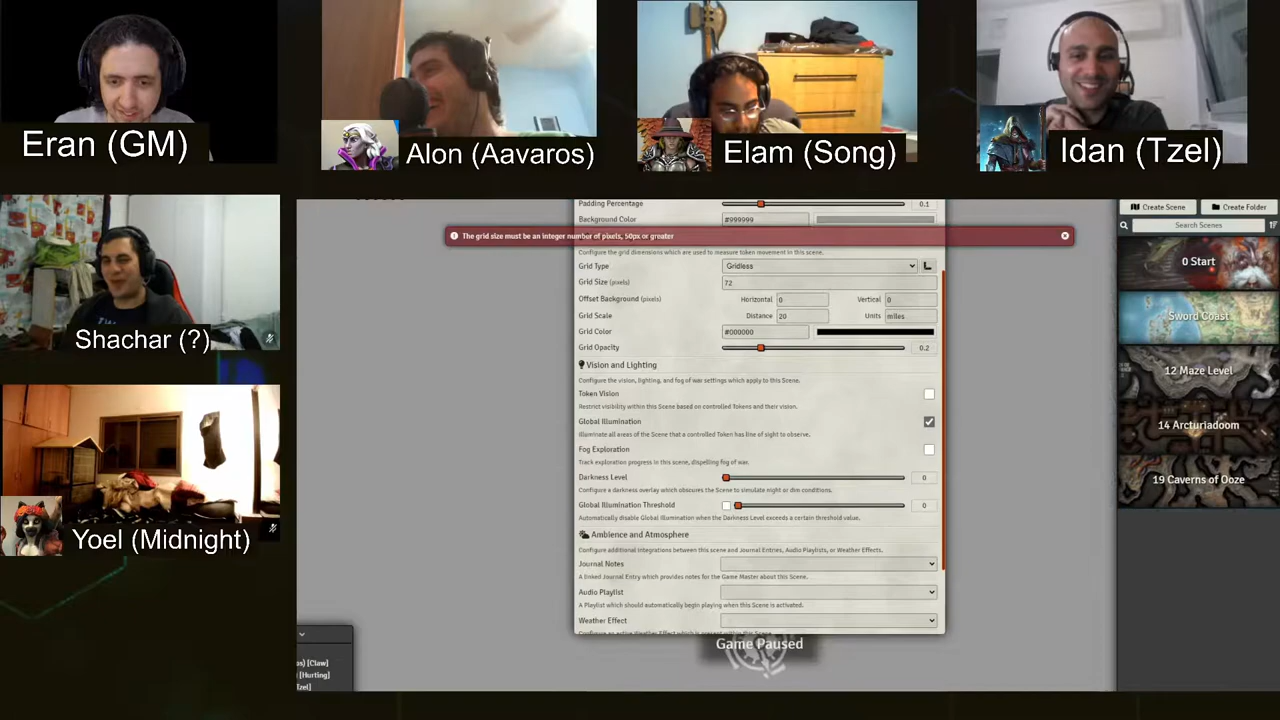 Eran (GM)
Alon (Aavaros)
Elam (Song)
Idan (Tzel)
Shachar (?)
Yoel (Midnight)
Padding Percentage 0.1
Background Color #999999
The grid size must be an integer number of pixels, 50px or greater
Configure the grid dimensions which are used to measure token movement in this scene.
Grid Type Gridless
Grid Size (pixels) 72
Offset Background (pixels) Horizontal 0 Vertical 0
Grid Scale Distance 20 Units miles
Grid Color #000000
Grid Opacity 0.2
Vision and Lighting
Configure the vision, lighting, and fog of war settings which apply to this Scene.
Token Vision
Restrict visibility within this Scene based on controlled Tokens and their vision.
Global Illumination
Illuminate all areas of the Scene that a controlled Token has line of sight to observe.
Fog Exploration
Track exploration progress in this scene, dispelling fog of war.
Darkness Level 0
Configure a darkness overlay which obscures the Scene to simulate night or dim conditions.
Global Illumination Threshold 0
Automatically disable Global Illumination when the Darkness Level exceeds a certain threshold value.
Ambience and Atmosphere
Configure additional integrations between this scene and Journal Entries, Audio Playlists, or Weather Effects.
Journal Notes
A linked Journal Entry which provides notes for the Game Master about this Scene.
Audio Playlist
A Playlist which should automatically begin playing when this Scene is activated.
Weather Effect
Game Paused
Create Scene Create Folder
Search Scenes
0 Start
Sword Coast
12 Maze Level
14 Arcturiadoom
19 Caverns of Ooze
os) [Claw]
[Hurting]
Tzel]